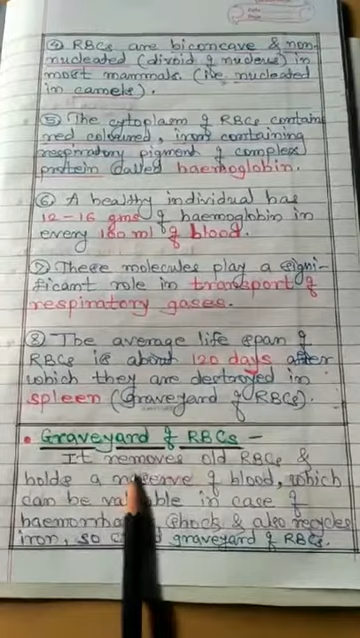 ④ RBCs are biconcave & non-
nucleated (divoid of nucleus) in
most mammals. (i.e. nucleated
in camels).
⑤ The cytoplasm of RBCs contain
red coloured, iron containing
respiratory pigment of complex
protein called haemoglobin.
⑥ A healthy individual has
12-16 gms of haemoglobin in
every 100 ml of blood.
⑦ These molecules play a signi-
ficant role in transport of
respiratory gases.
⑧ The average life span of
RBCs is about 120 days after
which they are destroyed in
spleen (Graveyard of RBCs).
• Graveyard of RBCs -
It removes old RBCs &
holds a reserve of blood, which
can be in case of
shock & also recycles
iron, so graveyard of RBCs.